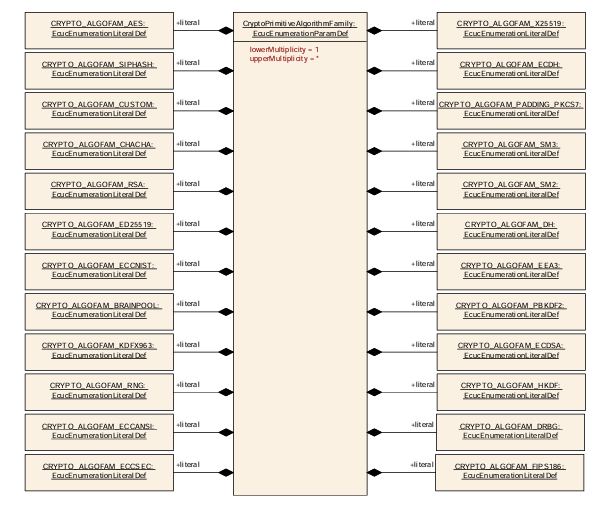 CRYPTO_ALGOFAM_AES:
EcucEnumerationLiteralDef
+literal
CryptoPrimitiveAlgorithmFamily:
EcucEnumerationParamDef
lowerMultiplicity = 1
upperMultiplicity = *
+literal
CRYPTO_ALGOFAM_X25519:
EcucEnumerationLiteralDef
CRYPTO_ALGOFAM_SIPHASH:
EcucEnumerationLiteralDef
+literal
+literal
CRYPTO_ALGOFAM_ECDH:
EcucEnumerationLiteralDef
CRYPTO_ALGOFAM_CUSTOM:
EcucEnumerationLiteralDef
+literal
+literal
CRYPTO_ALGOFAM_PADDING_PKCS7:
EcucEnumerationLiteralDef
CRYPTO_ALGOFAM_CHACHA:
EcucEnumerationLiteralDef
+literal
+literal
CRYPTO_ALGOFAM_SM3:
EcucEnumerationLiteralDef
CRYPTO_ALGOFAM_RSA:
EcucEnumerationLiteralDef
+literal
+literal
CRYPTO_ALGOFAM_SM2:
EcucEnumerationLiteralDef
CRYPTO_ALGOFAM_ED25519:
EcucEnumerationLiteralDef
+literal
+literal
CRYPTO_ALGOFAM_DH:
EcucEnumerationLiteralDef
CRYPTO_ALGOFAM_ECCNIST:
EcucEnumerationLiteralDef
+literal
+literal
CRYPTO_ALGOFAM_EEA3:
EcucEnumerationLiteralDef
CRYPTO_ALGOFAM_BRAINPOOL:
EcucEnumerationLiteralDef
+literal
+literal
CRYPTO_ALGOFAM_PBKDF2:
EcucEnumerationLiteralDef
CRYPTO_ALGOFAM_KDFX963:
EcucEnumerationLiteralDef
+literal
+literal
CRYPTO_ALGOFAM_ECDSA:
EcucEnumerationLiteralDef
CRYPTO_ALGOFAM_RNG:
EcucEnumerationLiteralDef
+literal
+literal
CRYPTO_ALGOFAM_HKDF:
EcucEnumerationLiteralDef
CRYPTO_ALGOFAM_ECCANSI:
EcucEnumerationLiteralDef
+literal
+literal
CRYPTO_ALGOFAM_DRBG:
EcucEnumerationLiteralDef
CRYPTO_ALGOFAM_ECCSEC:
EcucEnumerationLiteralDef
+literal
+literal
CRYPTO_ALGOFAM_FIPS186:
EcucEnumerationLiteralDef